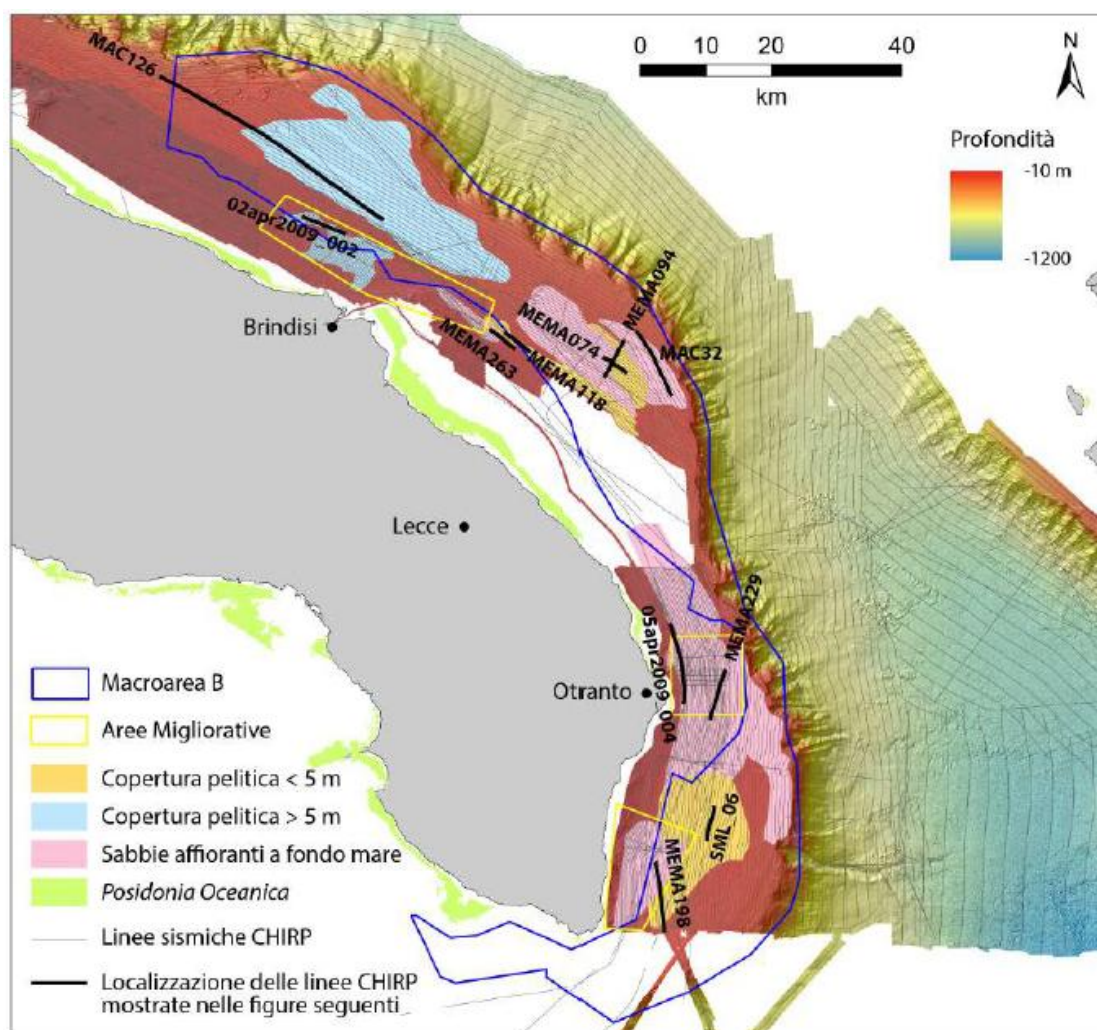 0 10 20 40
km
N
Profondità
-10 m
-1200
MAC126
02apr2009_002
Brindisi
MEMA263
MEMA118
MEMA074
MEMA094
MAC32
Lecce
05apr2009_004
MEMA229
Otranto
SML_06
MEMA198
Macroarea B
Aree Migliorative
Copertura pelitica < 5 m
Copertura pelitica > 5 m
Sabbie affioranti a fondo mare
Posidonia Oceanica
Linee sismiche CHIRP
Localizzazione delle linee CHIRP
mostrate nelle figure seguenti